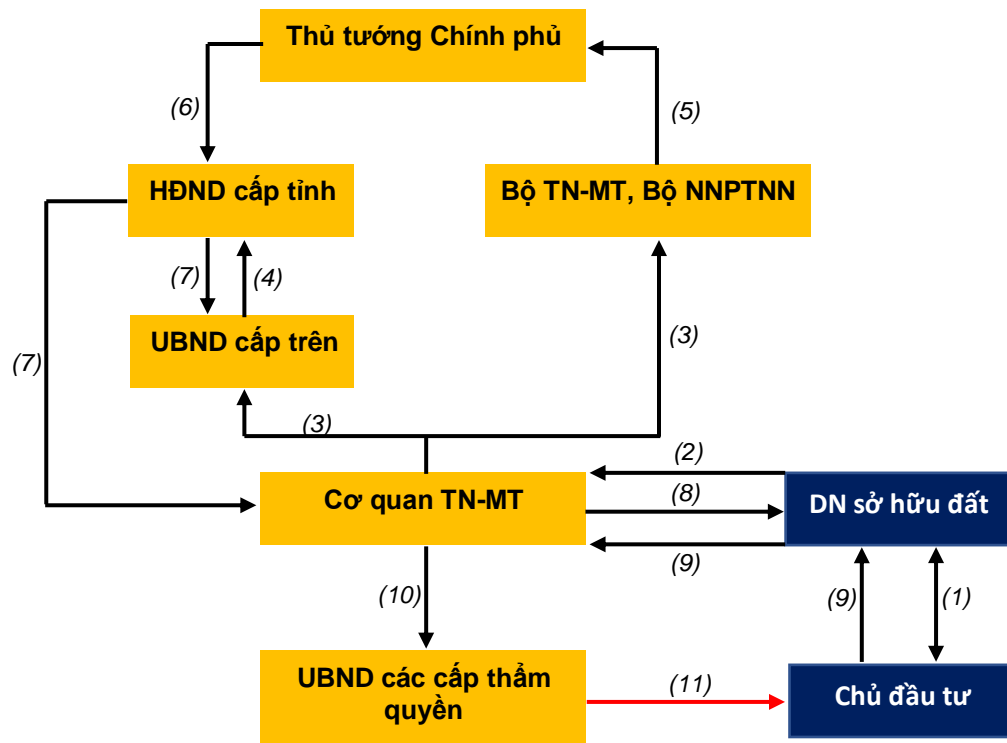 Thủ tướng Chính phủ
(6)
(5)
HĐND cấp tỉnh
Bộ TN-MT, Bộ NNPTNN
(7)
(4)
UBND cấp trên
(7)
(3)
(3)
(2)
Cơ quan TN-MT
(8)
DN sở hữu đất
(9)
(10)
(9)
(1)
UBND các cấp thẩm
quyền
(11)
Chủ đầu tư